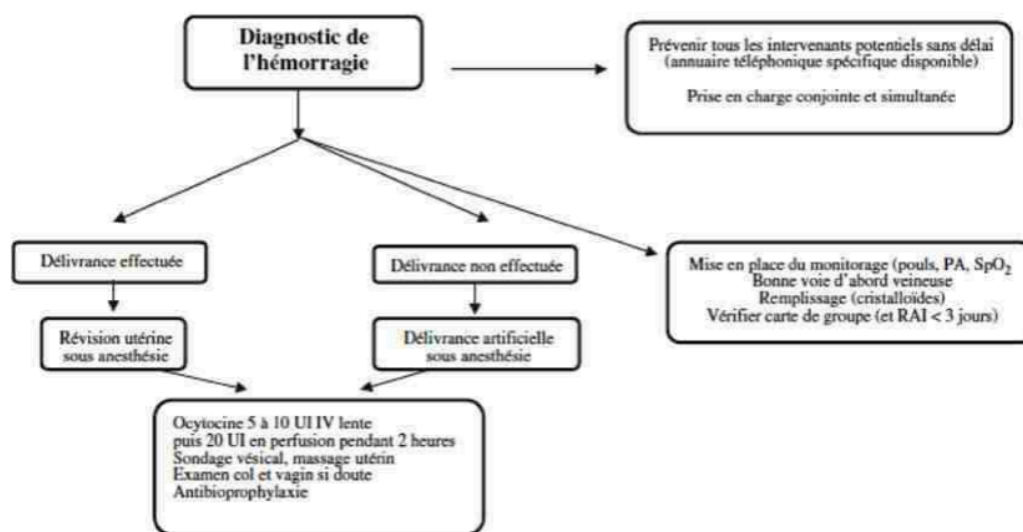 Diagnostic de
l'hémorragie
Prévenir tous les intervenants potentiels sans délai
(annuaire téléphonique spécifique disponible)
Prise en charge conjointe et simultanée
Délivrance effectuée
Délivrance non effectuée
Mise en place du monitorage (pouls, PA, SpO2
Bonne voie d'abord veineuse
Remplissage (cristalloïdes)
Vérifier carte de groupe (et RAI < 3 jours)
Révision utérine
sous anesthésie
Délivrance artificielle
sous anesthésie
Ocytocine 5 à 10 UI IV lente
puis 20 UI en perfusion pendant 2 heures
Sondage vésical, massage utérin
Examen col et vagin si doute
Antibioprophylaxie